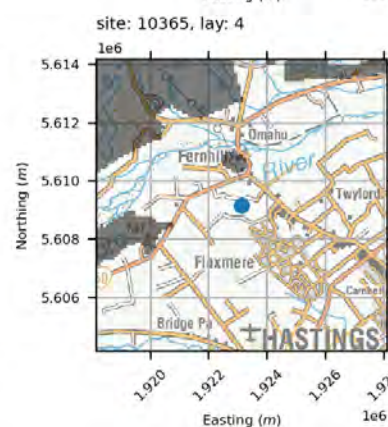 site: 10365, lay: 4
1e6
5.614
5.612
5.610
5.608
5.606
Northing (m)
Omahu
Fernhill
River
Twyford
Flaxmere
Bridge Pa
HASTINGS
1.920
1.922
1.924
1.926
1e6
Easting (m)